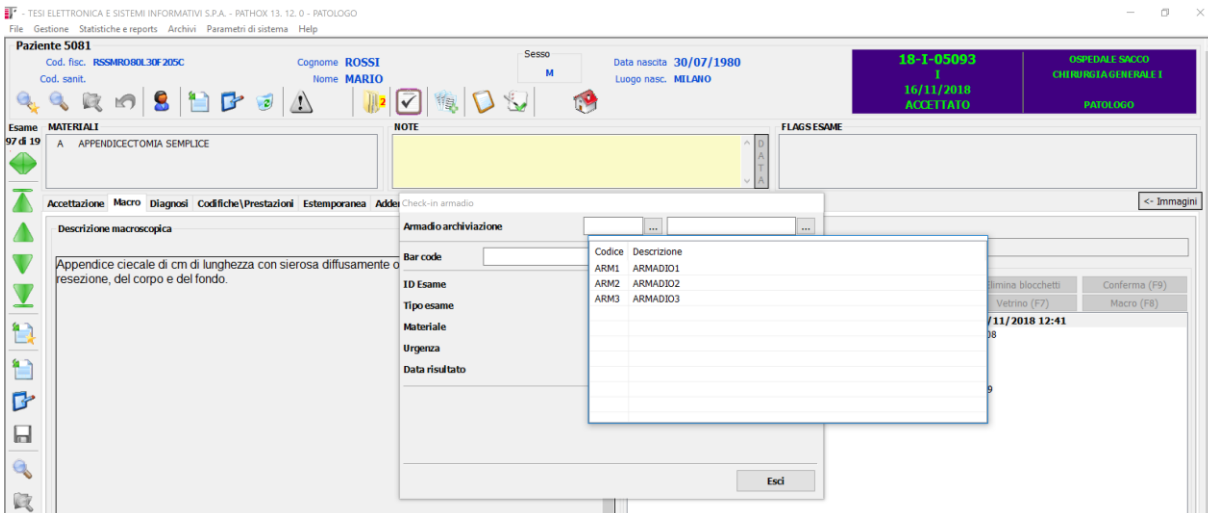 - TESI ELETTRONICA E SISTEMI INFORMATIVI S.P.A. - PATHOX 13. 12. 0 - PATOLOGO
File Gestione Statistiche e reports Archivi Parametri di sistema Help
Paziente 5081
Cod. fisc. RSSMRO80L30F205C
Cognome ROSSI
Sesso
M
Data nascita 30/07/1980
Cod. sanit.
Nome MARIO
Luogo nasc. MILANO
18-I-05093
I
16/11/2018
ACCETTATO
OSPEDALE SACCO
CHIRURGIA GENERALE I
PATOLOGO
2
Esame
97 di 19
MATERIALI
A APPENDICECTOMIA SEMPLICE
NOTE
DATA
FLAGS ESAME
Accettazione Macro Diagnosi Codifiche\Prestazioni Estemporanea Adde
<- Immagini
Descrizione macroscopica
Appendice ciecale di cm di lunghezza con sierosa diffusamente o
resezione, del corpo e del fondo.
Check-in armadio
Armadio archiviazione ... ...
Bar code
ID Esame
Tipo esame
Materiale
Urgenza
Data risultato
Codice Descrizione
ARM1 ARMADIO1
ARM2 ARMADIO2
ARM3 ARMADIO3
Esci
limina blocchetti Conferma (F9)
Vetrino (F7) Macro (F8)
/11/2018 12:41
08
9